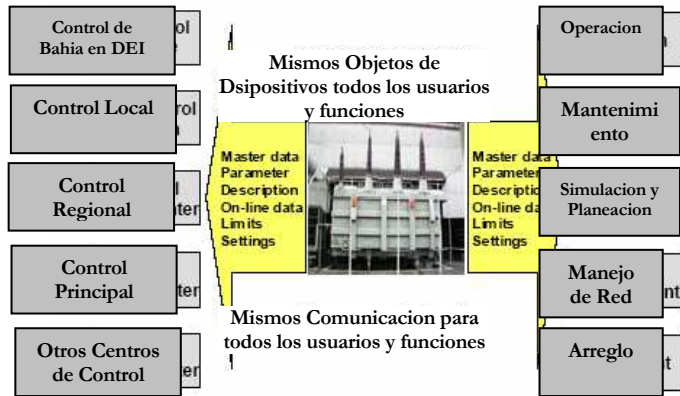 Control de
Bahia en DEI
Control Local
Control
Regional
Control
Principal
Otros Centros
de Control
Mismos Objetos de
Dsipositivos todos los usuarios
y funciones
Master data
Parameter
Description
On-line data
Limits
Settings
Master data
Parameter
On-line data
Limits
Settings
Mismos Comunicacion para
todos los usuarios y funciones
Operacion
Mantenimi
ento
Simulacion y
Planeacion
Manejo
de Red
Arreglo